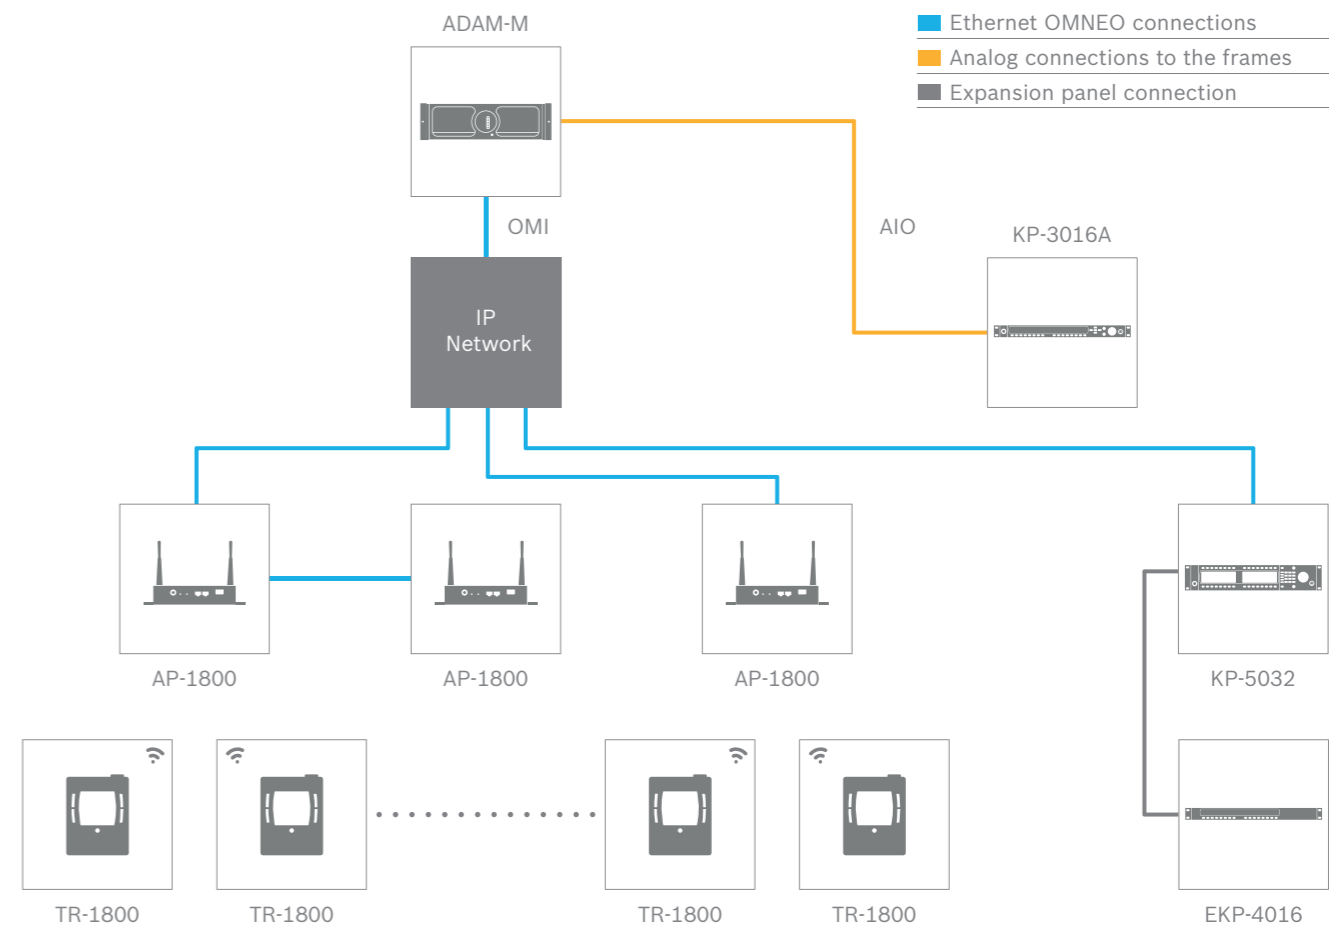 ADAM-M
Ethernet OMNEO connections
Analog connections to the frames
Expansion panel connection
OMI
AIO
KP-3016A
IP
Network
AP-1800
AP-1800
AP-1800
KP-5032
TR-1800
TR-1800
TR-1800
TR-1800
EKP-4016